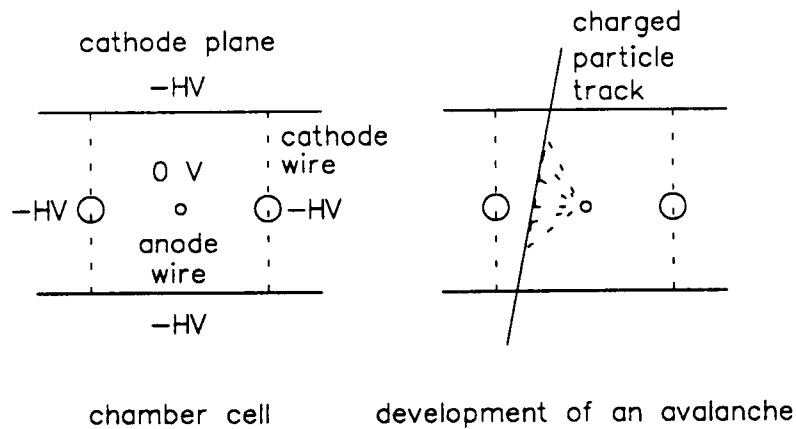 cathode plane
−HV
cathode
wire
0 V
−HV
−HV
anode
wire
−HV
chamber cell
charged
particle
track
development of an avalanche